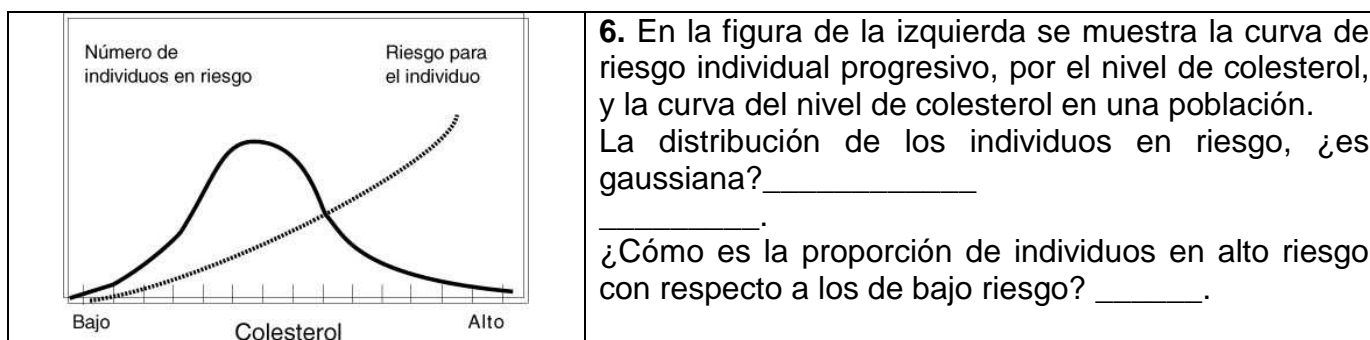 Número de
individuos en riesgo
Riesgo para
el individuo
Bajo
Colesterol
Alto
6. En la figura de la izquierda se muestra la curva de
riesgo individual progresivo, por el nivel de colesterol,
y la curva del nivel de colesterol en una población.
La distribución de los individuos en riesgo, ¿es
gaussiana?____________
_________.
¿Cómo es la proporción de individuos en alto riesgo
con respecto a los de bajo riesgo? ______.